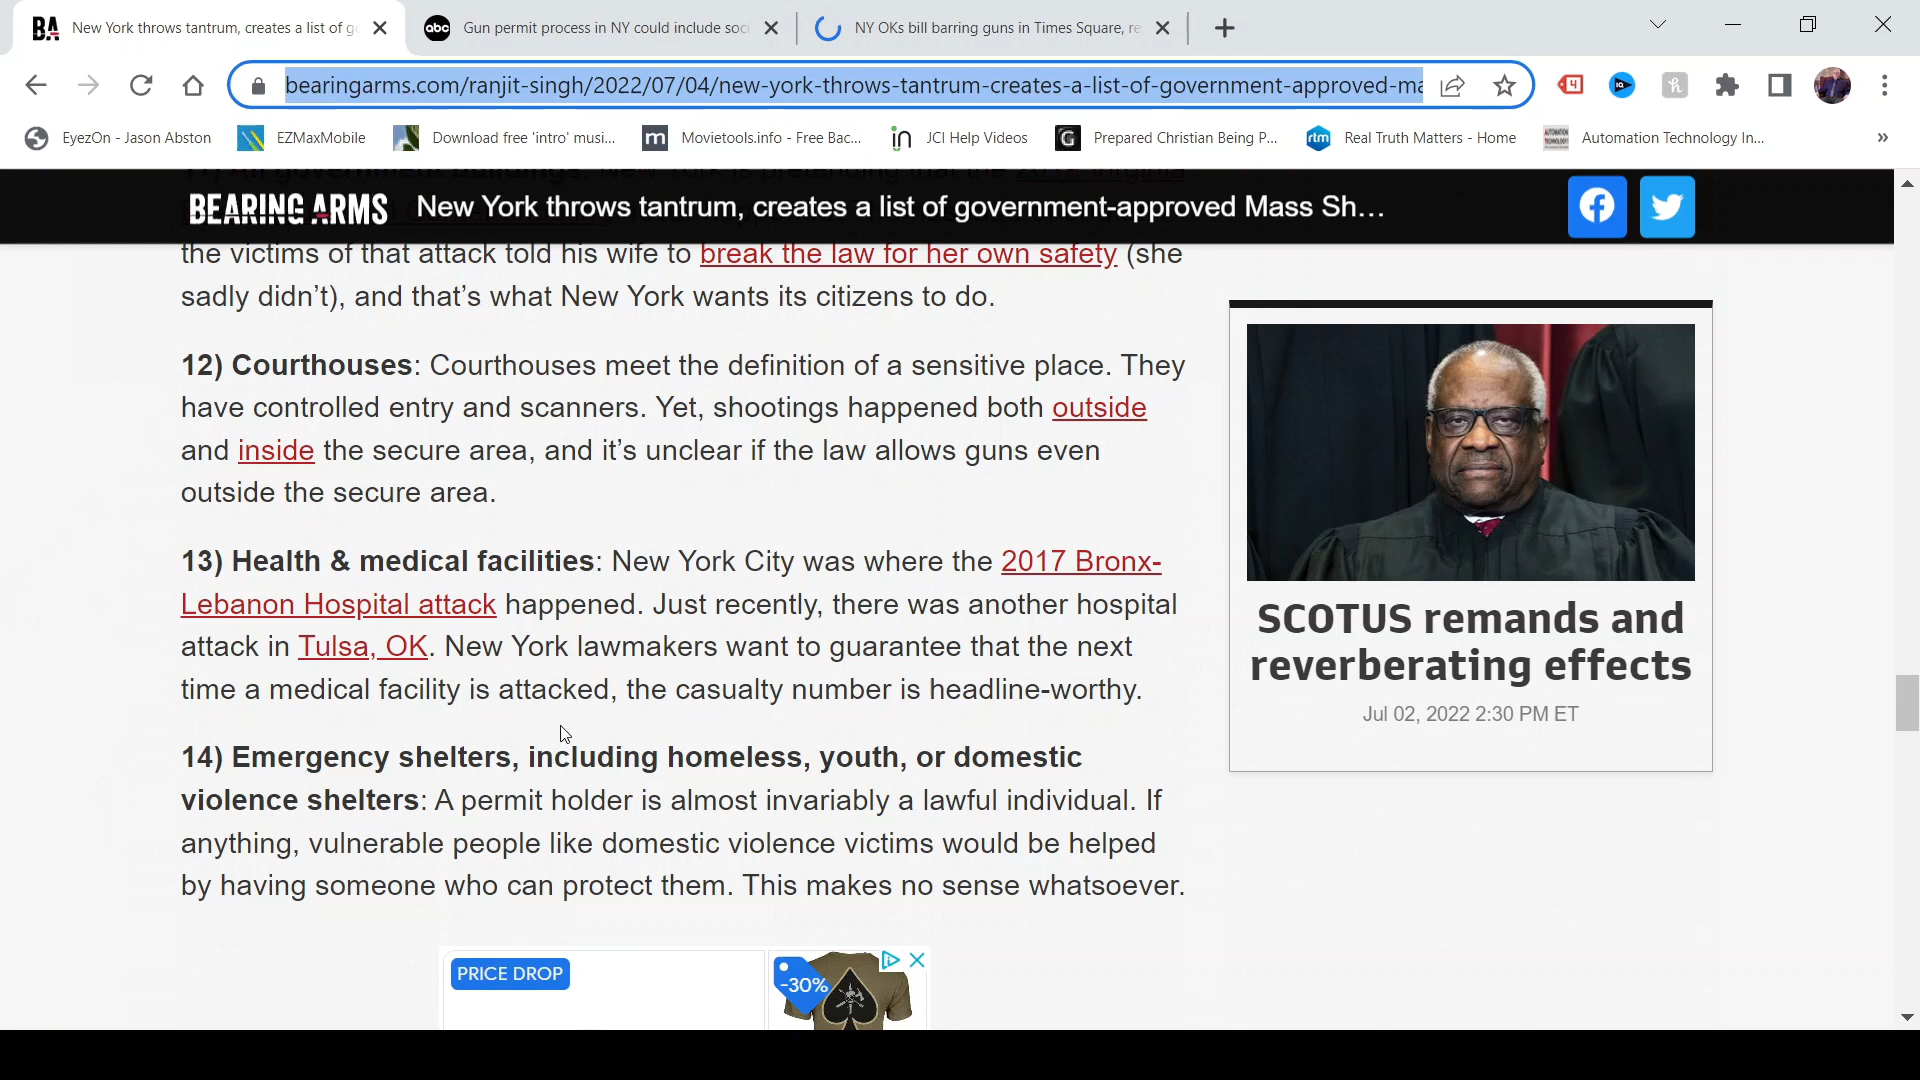 BA New York throws tantrum, creates a list of go
abc Gun permit process in NY could include soci
NY OKs bill barring guns in Times Square, re
bearingarms.com/ranjit-singh/2022/07/04/new-york-throws-tantrum-creates-a-list-of-government-approved-ma
4
EyezOn - Jason Abston
EZMaxMobile
Download free 'intro' musi...
m Movietools.info - Free Bac...
in JCI Help Videos
G Prepared Christian Being P...
rtm Real Truth Matters - Home
Automation Technology In...
»
BEARING ARMS New York throws tantrum, creates a list of government-approved Mass Sh...
the victims of that attack told his wife to break the law for her own safety (she
sadly didn’t), and that’s what New York wants its citizens to do.
12) Courthouses: Courthouses meet the definition of a sensitive place. They
have controlled entry and scanners. Yet, shootings happened both outside
and inside the secure area, and it’s unclear if the law allows guns even
outside the secure area.
13) Health & medical facilities: New York City was where the 2017 Bronx-
Lebanon Hospital attack happened. Just recently, there was another hospital
attack in Tulsa, OK. New York lawmakers want to guarantee that the next
time a medical facility is attacked, the casualty number is headline-worthy.
14) Emergency shelters, including homeless, youth, or domestic
violence shelters: A permit holder is almost invariably a lawful individual. If
anything, vulnerable people like domestic violence victims would be helped
by having someone who can protect them. This makes no sense whatsoever.
SCOTUS remands and
reverberating effects
Jul 02, 2022 2:30 PM ET
PRICE DROP
-30%